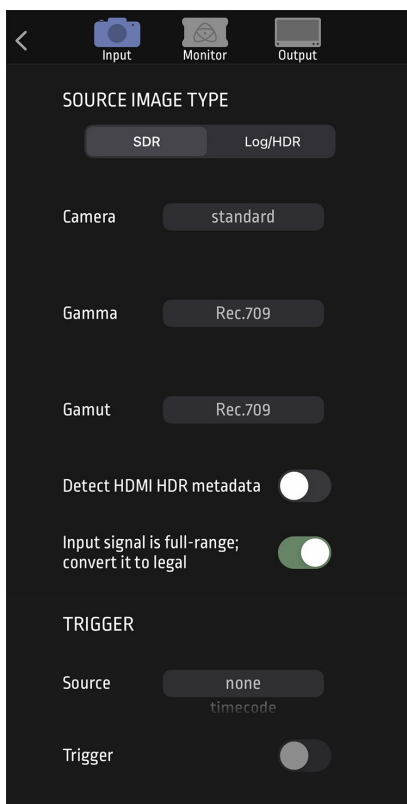 Input Monitor Output
SOURCE IMAGE TYPE
SDR Log/HDR
Camera standard
Gamma Rec.709
Gamut Rec.709
Detect HDMI HDR metadata
Input signal is full-range;
convert it to legal
TRIGGER
Source none
timecode
Trigger